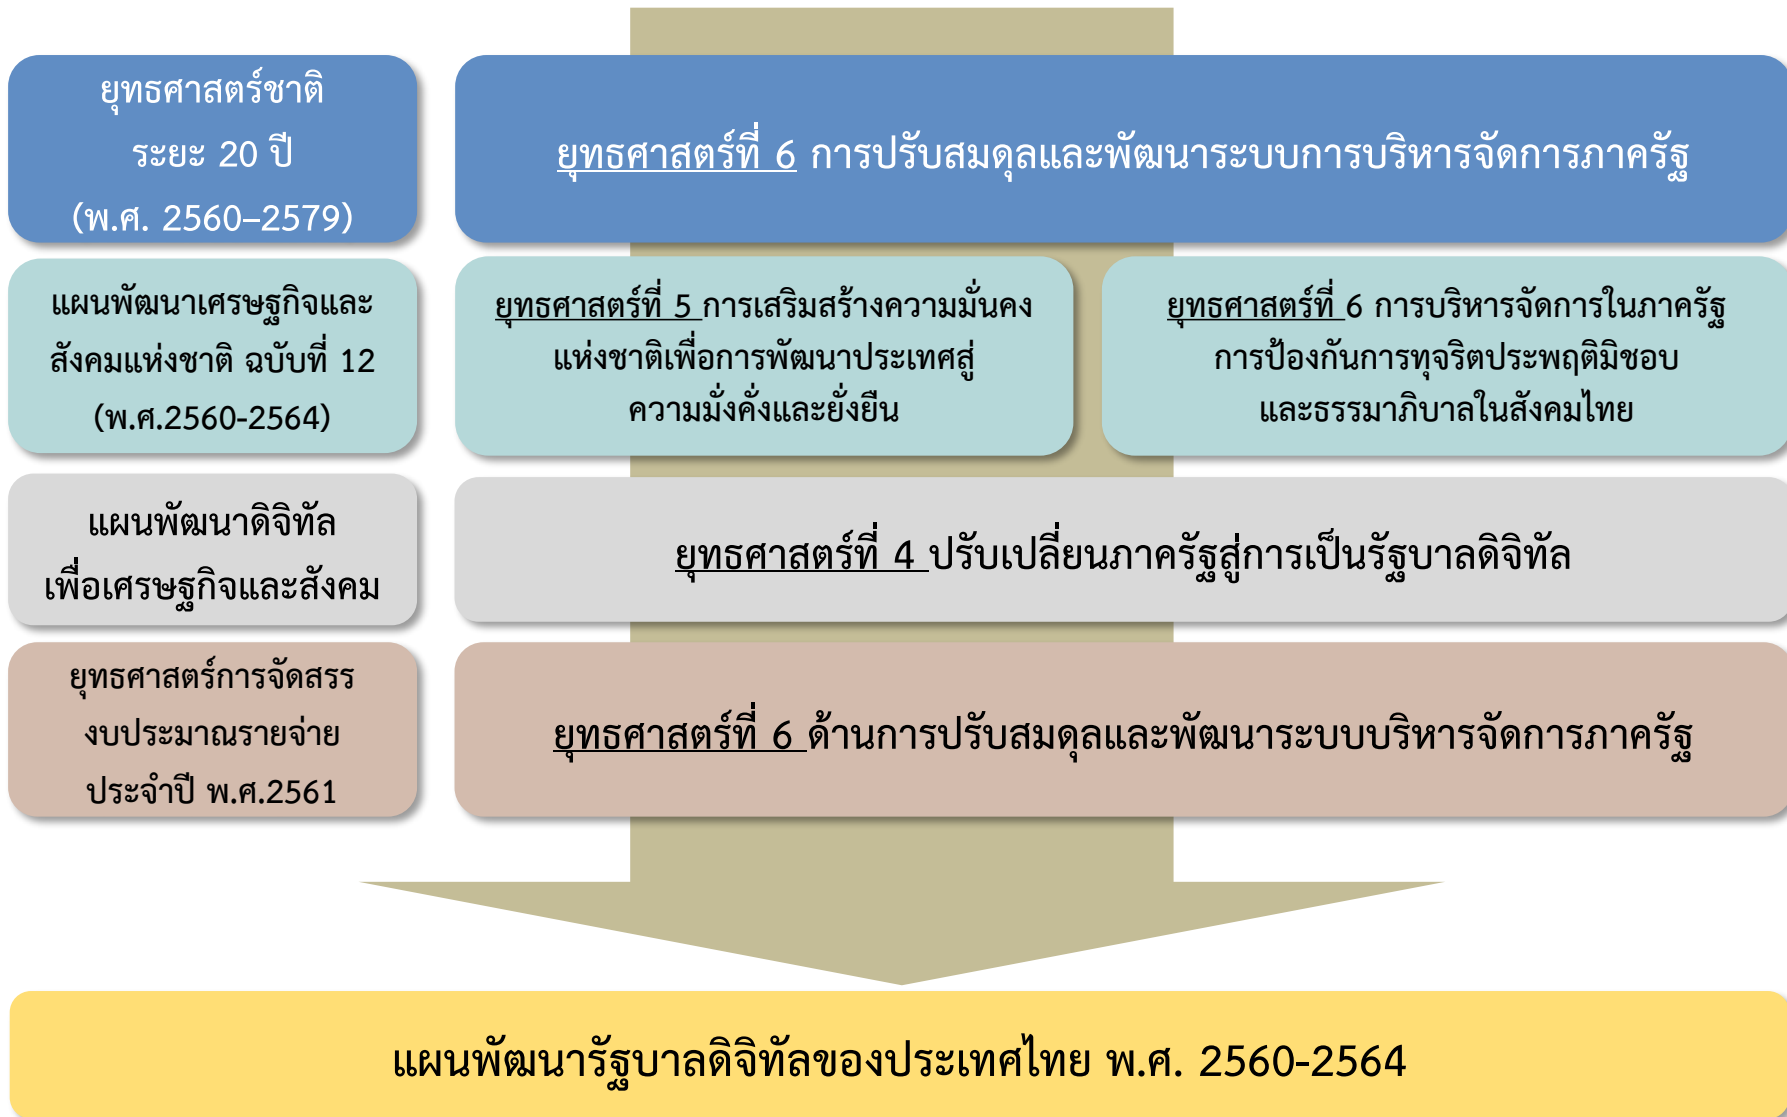 ยุทธศาสตร์ชาติ
ระยะ 20 ปี
(พ.ศ. 2560–2579)
ยุทธศาสตร์ที่ 6 การปรับสมดุลและพัฒนาระบบการบริหารจัดการภาครัฐ
แผนพัฒนาเศรษฐกิจและ
สังคมแห่งชาติ ฉบับที่ 12
(พ.ศ.2560-2564)
ยุทธศาสตร์ที่ 5 การเสริมสร้างความมั่นคง
แห่งชาติเพื่อการพัฒนาประเทศสู่
ความมั่งคั่งและยั่งยืน
ยุทธศาสตร์ที่ 6 การบริหารจัดการในภาครัฐ
การป้องกันการทุจริตประพฤติมิชอบ
และธรรมาภิบาลในสังคมไทย
แผนพัฒนาดิจิทัล
เพื่อเศรษฐกิจและสังคม
ยุทธศาสตร์ที่ 4 ปรับเปลี่ยนภาครัฐสู่การเป็นรัฐบาลดิจิทัล
ยุทธศาสตร์การจัดสรร
งบประมาณรายจ่าย
ประจำปี พ.ศ.2561
ยุทธศาสตร์ที่ 6 ด้านการปรับสมดุลและพัฒนาระบบบริหารจัดการภาครัฐ
แผนพัฒนารัฐบาลดิจิทัลของประเทศไทย พ.ศ. 2560-2564